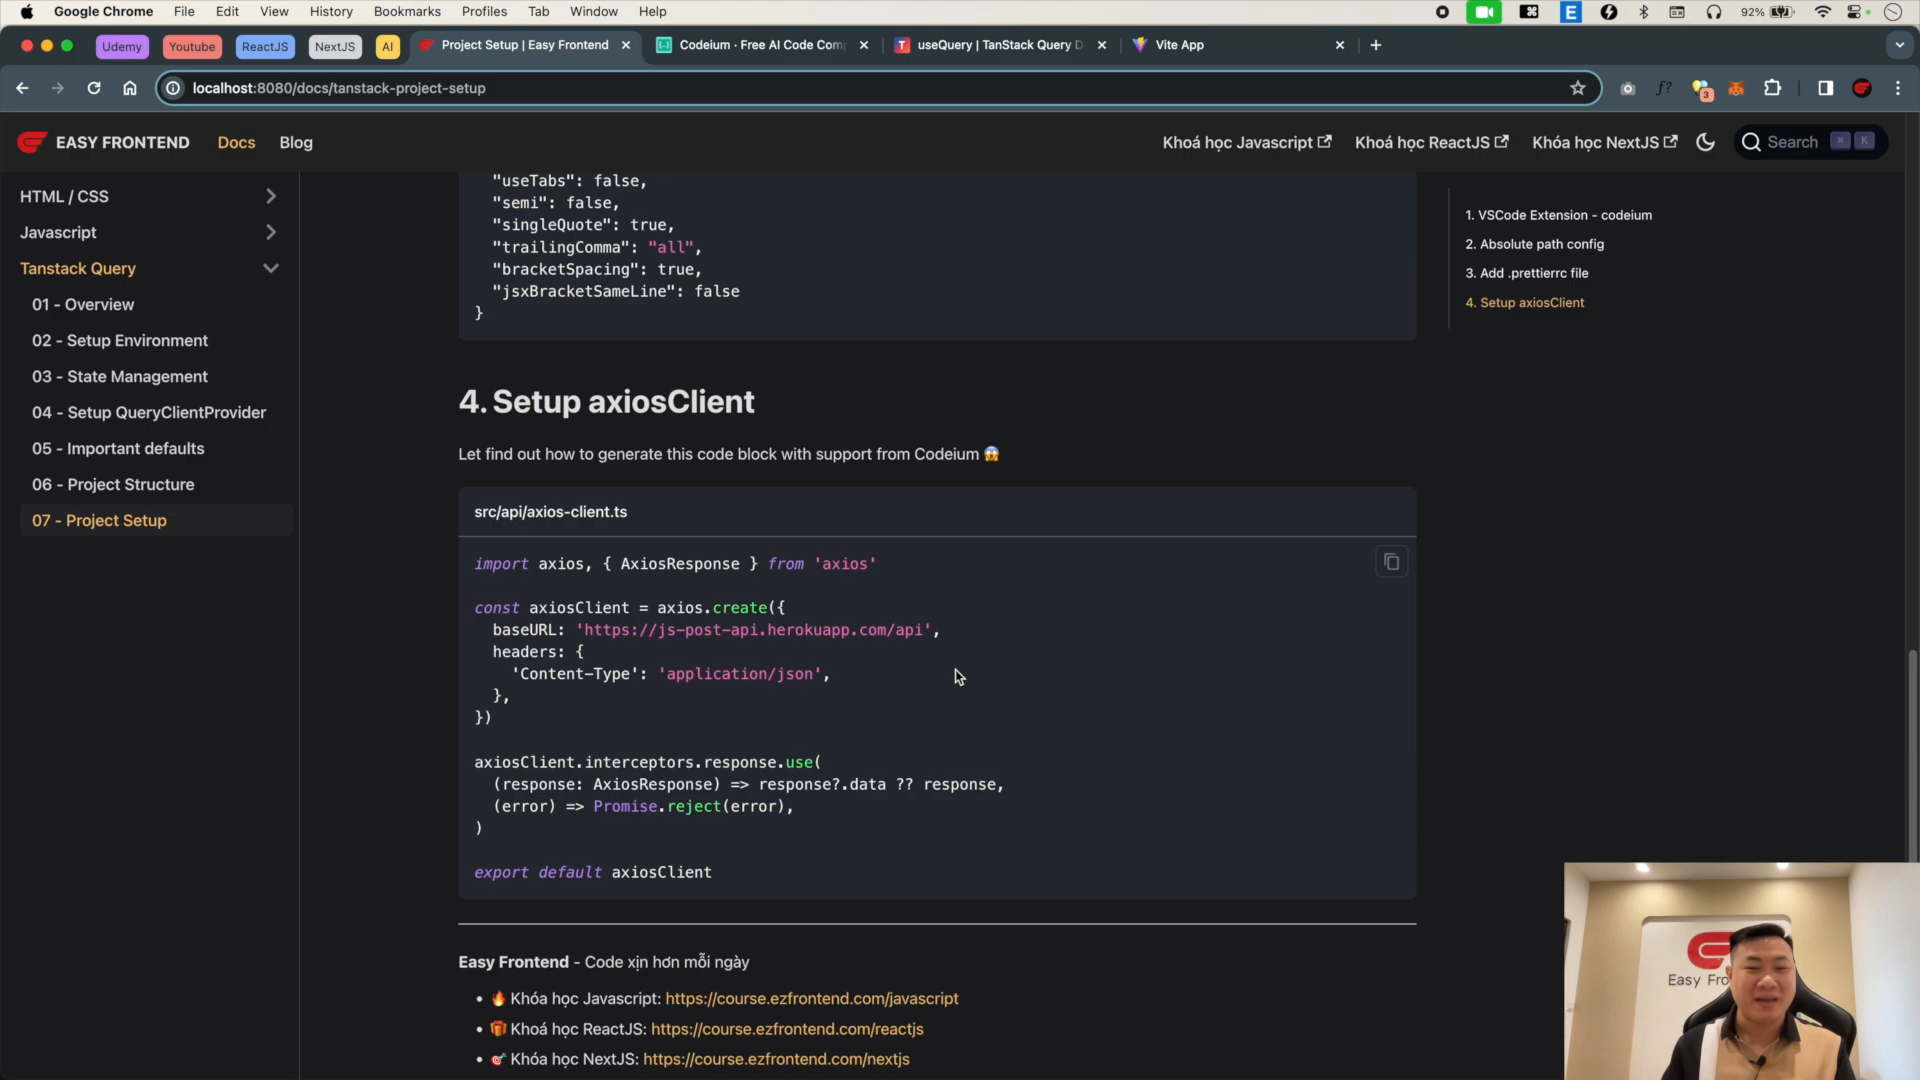 Google Chrome File Edit View History Bookmarks Profiles Tab Window Help
92%
Udemy Youtube ReactJS NextJS AI Project Setup | Easy Frontend Codeium · Free AI Code Com useQuery | TanStack Query D Vite App
localhost:8080/docs/tanstack-project-setup
3
EASY FRONTEND Docs Blog Khoá học Javascript Khoá học ReactJS Khóa học NextJS Search ⌘ K
HTML / CSS
Javascript
Tanstack Query
01 - Overview
02 - Setup Environment
03 - State Management
04 - Setup QueryClientProvider
05 - Important defaults
06 - Project Structure
07 - Project Setup
"useTabs": false,
"semi": false,
"singleQuote": true,
"trailingComma": "all",
"bracketSpacing": true,
"jsxBracketSameLine": false
}
4. Setup axiosClient
Let find out how to generate this code block with support from Codeium 😱
src/api/axios-client.ts
import axios, { AxiosResponse } from 'axios'
const axiosClient = axios.create({
baseURL: 'https://js-post-api.herokuapp.com/api',
headers: {
'Content-Type': 'application/json',
},
})
axiosClient.interceptors.response.use(
(response: AxiosResponse) => response?.data ?? response,
(error) => Promise.reject(error),
)
export default axiosClient
Easy Frontend - Code xịn hơn mỗi ngày
• 🔥 Khóa học Javascript: https://course.ezfrontend.com/javascript
• 🎁 Khoá học ReactJS: https://course.ezfrontend.com/reactjs
• 🎯 Khóa học NextJS: https://course.ezfrontend.com/nextjs
1. VSCode Extension - codeium
2. Absolute path config
3. Add .prettierrc file
4. Setup axiosClient
Easy Fro